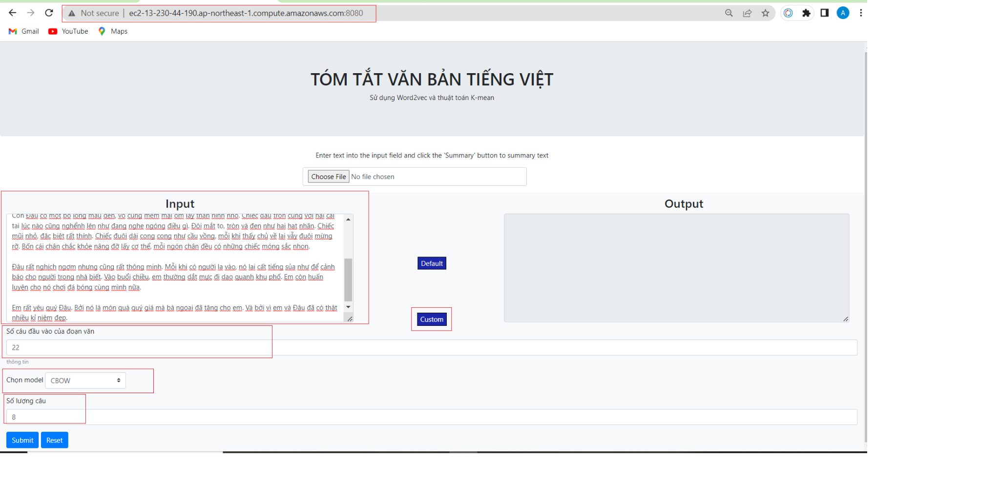 Not secure | ec2-13-230-44-190.ap-northeast-1.compute.amazonaws.com:8080
A
Gmail YouTube Maps
TÓM TẮT VĂN BẢN TIẾNG VIỆT
Sử dụng Word2vec và thuật toán K-mean
Enter text into the input field and click the 'Summary' button to summary text
Choose File No file chosen
Input
Con Đâu có một bộ lông màu đen, vô cùng mềm mại ôm lấy thân hình nhỏ. Chiếc đầu tròn cùng với hai cái
tai lúc nào cũng nghểnh lên như đang nghe ngóng điều gì. Đôi mắt to, tròn và đen như hai hạt nhãn. Chiếc
mũi nhỏ, đặc biệt rất thính. Chiếc đuôi dài cong cong như cầu vồng, mỗi khi thấy chủ về lại vẫy đuôi mừng
rỡ. Bốn cái chân chắc khỏe nâng đỡ lấy cơ thể, mỗi ngón chân đều có những chiếc móng sắc nhọn.
Đậu rất nghịch ngợm nhưng cũng rất thông minh. Mỗi khi có người lạ vào, nó lại cất tiếng sủa như để cảnh
báo cho người trong nhà biết. Vào buổi chiều, em thường dắt mực đi dạo quanh khu phố. Em còn huấn
luyện cho nó chơi đá bóng cùng mình nữa.
Em rất yêu quý Đậu. Bởi nó là món quà quý giá mà bà ngoại đã tặng cho em. Và bởi vì em và Đậu đã có thật
nhiều kỉ niệm đẹp.
Default
Custom
Output
Số câu đầu vào của đoạn văn
22
thông tin
Chọn model CBOW
Số lượng câu
8
Submit Reset